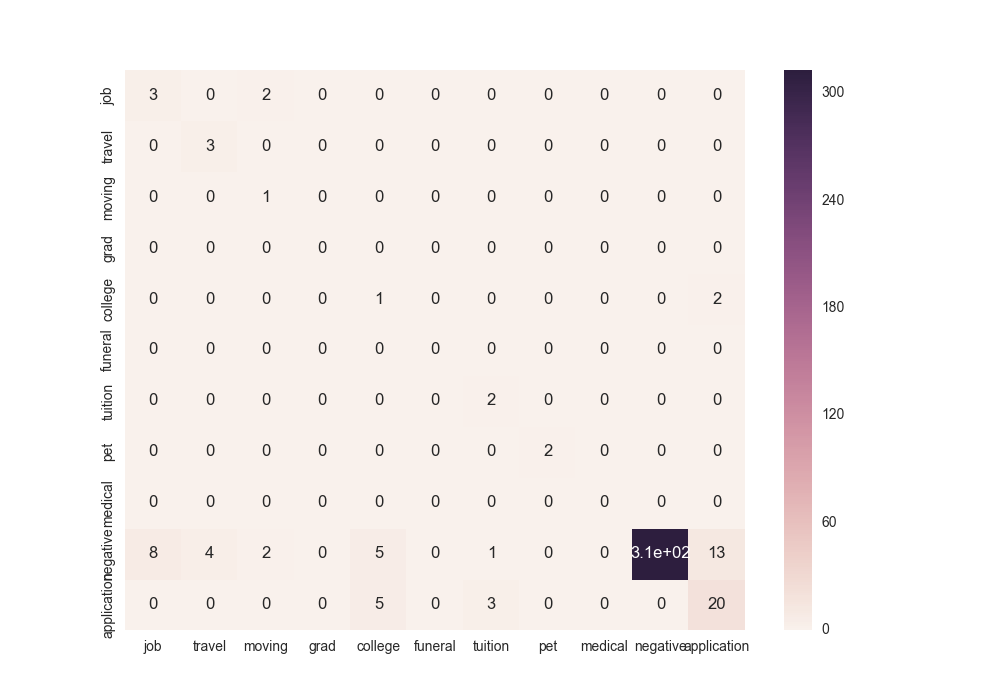 job 3 0 2 0 0 0 0 0 0 0 0
travel 0 3 0 0 0 0 0 0 0 0 0
moving 0 0 1 0 0 0 0 0 0 0 0
grad 0 0 0 0 0 0 0 0 0 0 0
college 0 0 0 0 1 0 0 0 0 0 2
funeral 0 0 0 0 0 0 0 0 0 0 0
tuition 0 0 0 0 0 0 2 0 0 0 0
pet 0 0 0 0 0 0 0 2 0 0 0
medical 0 0 0 0 0 0 0 0 0 0 0
negative 8 4 2 0 5 0 1 0 0 3.1e+02 13
application 0 0 0 0 5 0 3 0 0 0 20
job travel moving grad college funeral tuition pet medical negative application
300
240
180
120
60
0